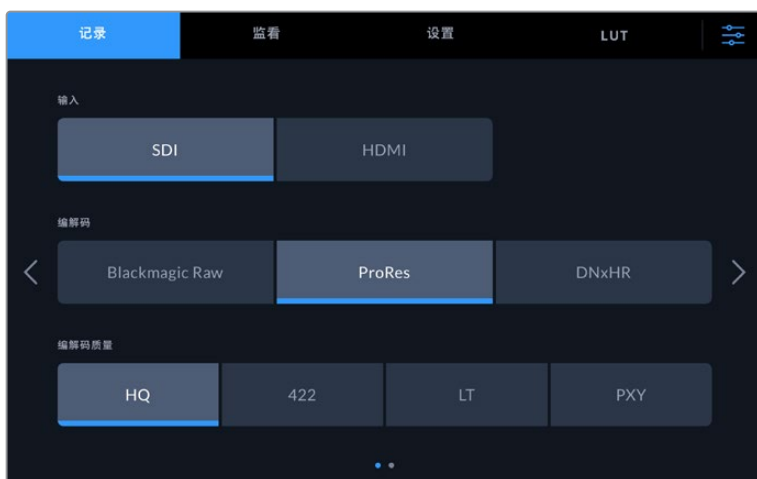 记录 监看 设置 LUT
输入
SDI HDMI
编解码
Blackmagic Raw ProRes DNxHR
编解码质量
HQ 422 LT PXY